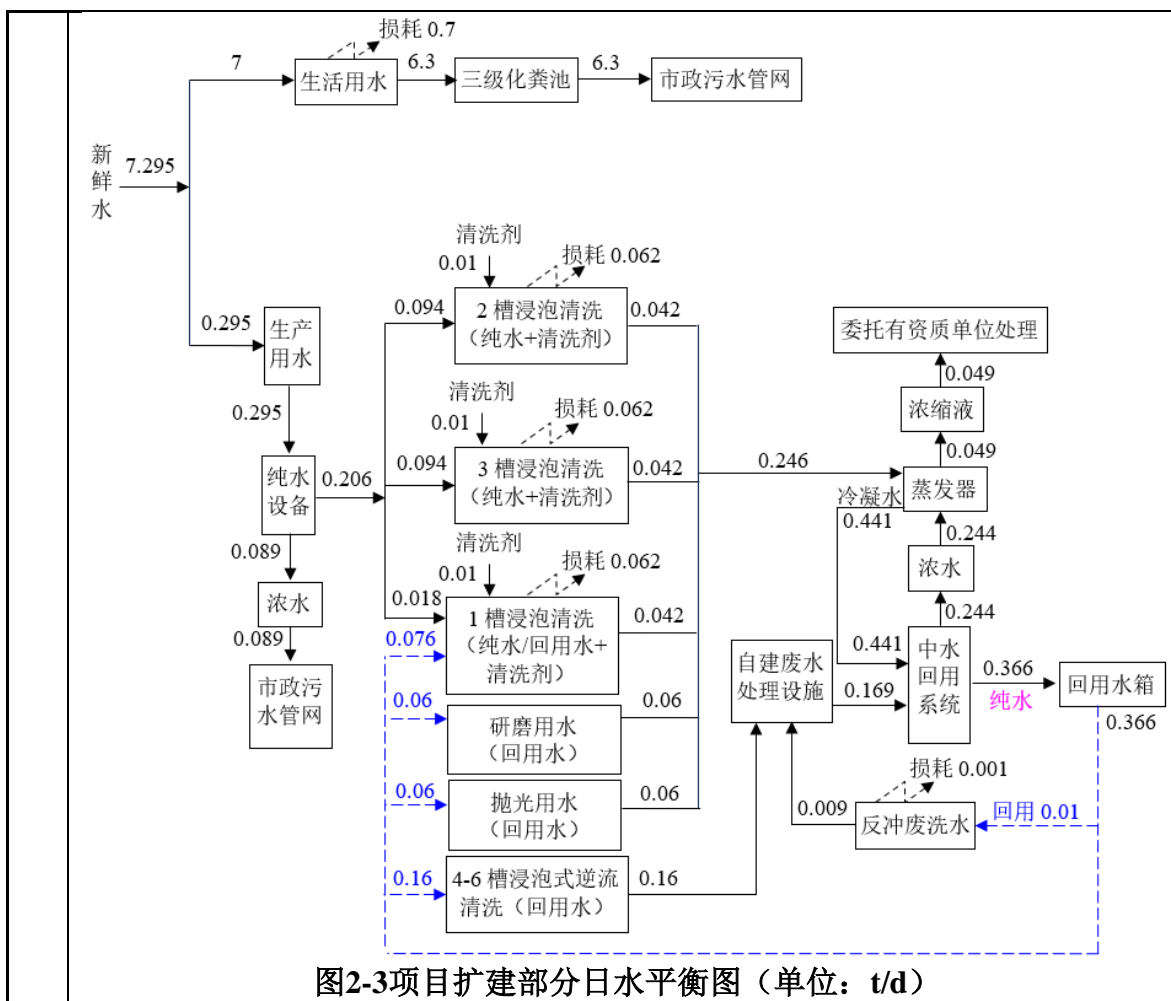 损耗 0.7
7
生活用水
6.3
三级化粪池
6.3
市政污水管网
新鲜水
7.295
0.295
生产
用水
0.295
纯水
设备
0.206
0.089
浓水
0.089
市政污
水管网
清洗剂
0.01
损耗 0.062
0.094
2 槽浸泡清洗
（纯水+清洗剂）
0.042
清洗剂
0.01
损耗 0.062
0.094
3 槽浸泡清洗
（纯水+清洗剂）
0.042
清洗剂
0.01
损耗 0.062
0.018
0.076
1 槽浸泡清洗
（纯水/回用水+
清洗剂）
0.042
0.06
研磨用水
（回用水）
0.06
0.06
抛光用水
（回用水）
0.06
0.16
4-6 槽浸泡式逆流
清洗（回用水）
0.16
0.246
委托有资质单位处理
0.049
浓缩液
0.049
蒸发器
冷凝水
0.441
0.244
浓水
0.244
0.441
自建废水
处理设施
0.169
中水
回用
系统
0.366
纯水
回用水箱
0.366
损耗 0.001
0.009
反冲废洗水
回用 0.01
图2-3项目扩建部分日水平衡图（单位：t/d）